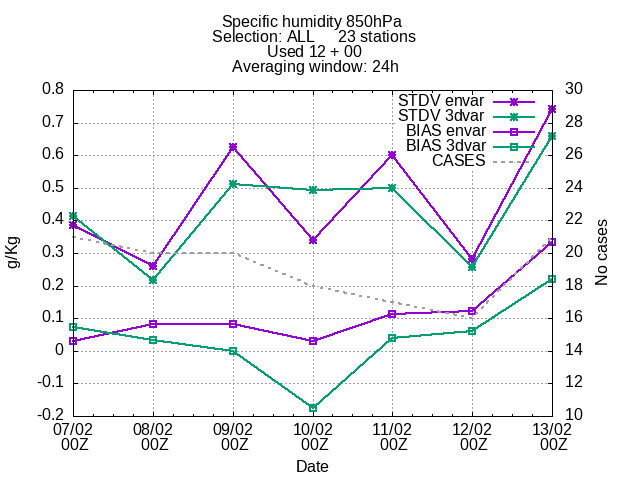 Specific humidity 850hPa
Selection: ALL 23 stations
Used 12 + 00
Averaging window: 24h
STDV envar
STDV 3dvar
BIAS envar
BIAS 3dvar
CASES
0.8
0.7
0.6
0.5
0.4
0.3
0.2
0.1
0
-0.1
-0.2
g/Kg
30
28
26
24
22
20
18
16
14
12
10
No cases
07/02 08/02 09/02 10/02 11/02 12/02 13/02
00Z 00Z 00Z 00Z 00Z 00Z 00Z
Date